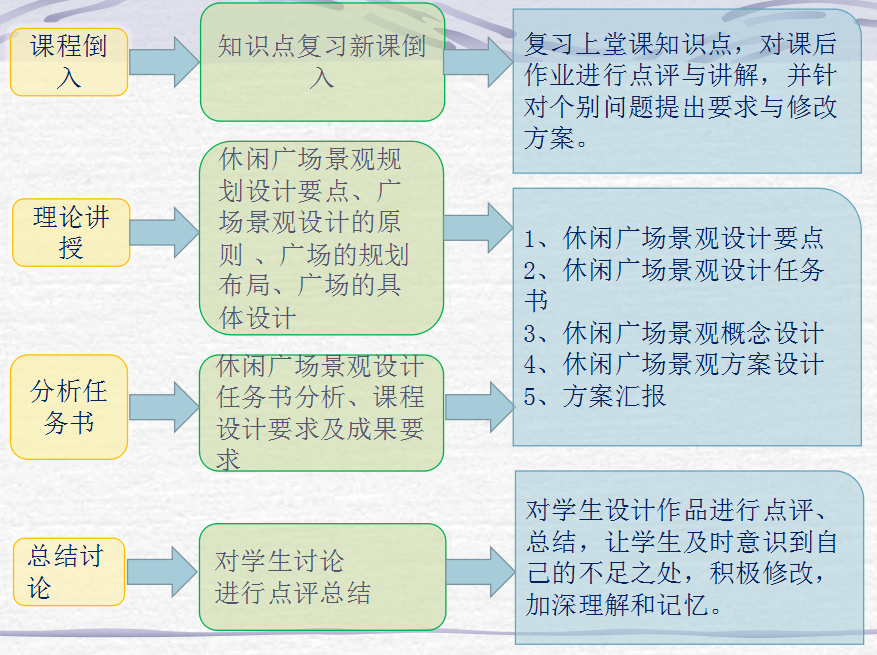 课程倒
入
知识点复习新课倒
入
复习上堂课知识点，对课后
作业进行点评与讲解，并针
对个别问题提出要求与修改
方案。
理论讲
授
休闲广场景观规
划设计要点、广
场景观设计的原
则 、广场的规划
布局、广场的具
体设计
1、休闲广场景观设计要点
2、休闲广场景观设计任务
书
3、休闲广场景观概念设计
4、休闲广场景观方案设计
5、方案汇报
分析任
务书
休闲广场景观设计
任务书分析、课程
设计要求及成果要
求
总结讨
论
对学生讨论
进行点评总结
对学生设计作品进行点评、
总结，让学生及时意识到自
己的不足之处，积极修改，
加深理解和记忆。